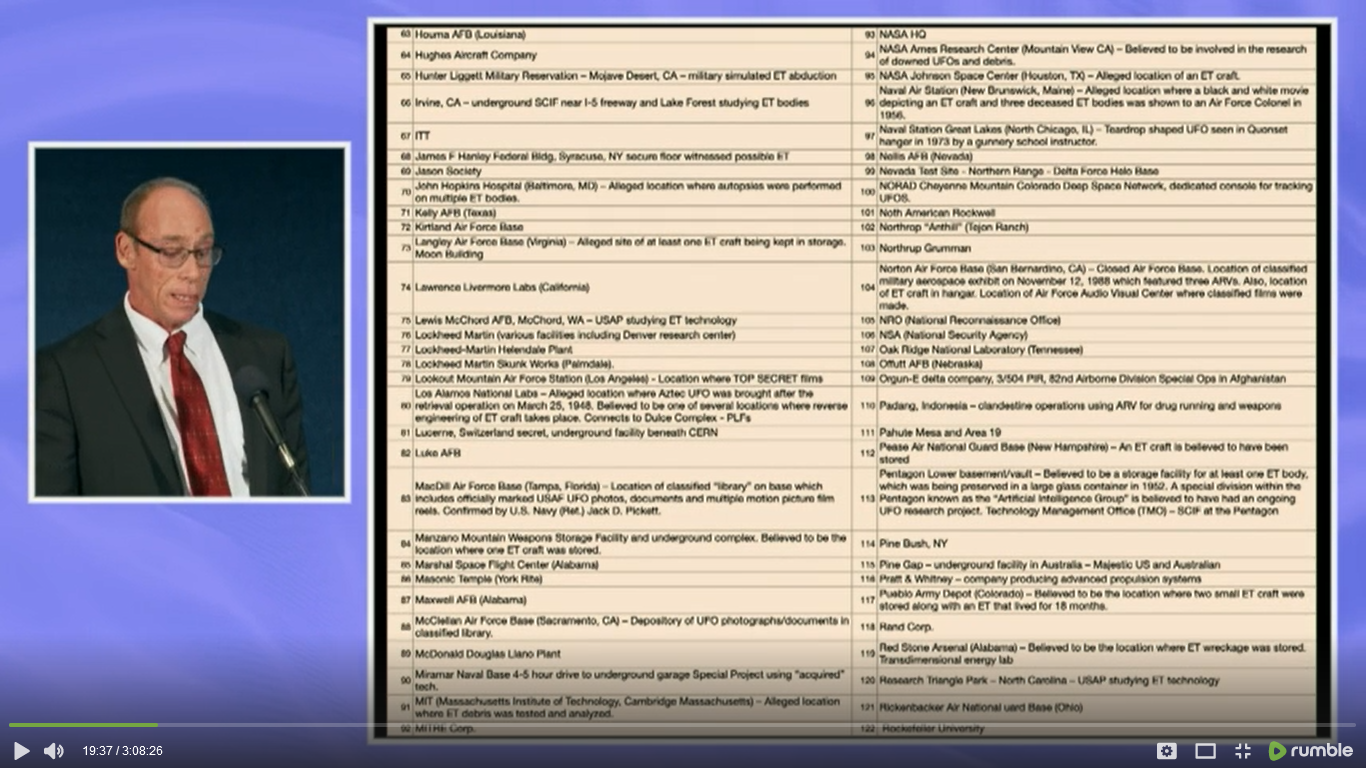 63 Houma AFB (Louisiana)
64 Hughes Aircraft Company
65 Hunter Liggett Military Reservation – Mojave Desert, CA – military simulated ET abduction
66 Irvine, CA – underground SCIF near I-5 freeway and Lake Forest studying ET bodies
67 ITT
68 James F Hanley Federal Bldg, Syracuse, NY secure floor witnessed possible ET
69 Jason Society
70 John Hopkins Hospital (Baltimore, MD) – Alleged location where autopsies were performed
on multiple ET bodies.
71 Kelly AFB (Texas)
72 Kirtland Air Force Base
73 Langley Air Force Base (Virginia) – Alleged site of at least one ET craft being kept in storage.
Moon Building
74 Lawrence Livermore Labs (California)
75 Lewis McChord AFB, McChord, WA – USAP studying ET technology
76 Lockheed Martin (various facilities including Denver research center)
77 Lockheed-Martin Helendale Plant
78 Lockheed Martin Skunk Works (Palmdale).
79 Lookout Mountain Air Force Station (Los Angeles) - Location where TOP SECRET films
80 Los Alamos National Labs – Alleged location where Aztec UFO was brought after the
retrieval operation on March 25, 1948. Believed to be one of several locations where reverse
engineering of ET craft takes place. Connects to Dulce Complex - PLFs
81 Lucerne, Switzerland secret, underground facility beneath CERN
82 Luke AFB
83 MacDill Air Force Base (Tampa, Florida) – Location of classified "library" on base which
includes officially marked USAF UFO photos, documents and multiple motion picture film
reels. Confirmed by U.S. Navy (Ret.) Jack D. Pickett.
84 Manzano Mountain Weapons Storage Facility and underground complex. Believed to be the
location where one ET craft was stored.
85 Marshal Space Flight Center (Alabama)
86 Masonic Temple (York Rite)
87 Maxwell AFB (Alabama)
88 McClellan Air Force Base (Sacramento, CA) – Depository of UFO photographs/documents in
classified library.
89 McDonald Douglas Llano Plant
90 Miramar Naval Base 4-5 hour drive to underground garage Special Project using "acquired"
tech.
91 MIT (Massachusetts Institute of Technology, Cambridge Massachusetts) – Alleged location
where ET debris was tested and analyzed.
92 MITRE Corp.
93 NASA HQ
94 NASA Ames Research Center (Mountain View CA) – Believed to be involved in the research
of downed UFOs and debris.
95 NASA Johnson Space Center (Houston, TX) – Alleged location of an ET craft.
96 Naval Air Station (New Brunswick, Maine) – Alleged location where a black and white movie
depicting an ET craft and three deceased ET bodies was shown to an Air Force Colonel in
1956.
97 Naval Station Great Lakes (North Chicago, IL) – Teardrop shaped UFO seen in Quonset
hanger in 1973 by a gunnery school instructor.
98 Nellis AFB (Nevada)
99 Nevada Test Site - Northern Range - Delta Force Helo Base
100 NORAD Cheyenne Mountain Colorado Deep Space Network, dedicated console for tracking
UFOS.
101 Noth American Rockwell
102 Northrop "Anthill" (Tejon Ranch)
103 Northrup Grumman
104 Norton Air Force Base (San Bernardino, CA) – Closed Air Force Base. Location of classified
military aerospace exhibit on November 12, 1988 which featured three ARVs. Also, location
of ET craft in hangar. Location of Air Force Audio Visual Center where classified films were
made.
105 NRO (National Reconnaissance Office)
106 NSA (National Security Agency)
107 Oak Ridge National Laboratory (Tennessee)
108 Offutt AFB (Nebraska)
109 Orgun-E delta company, 3/504 PIR, 82nd Airborne Division Special Ops in Afghanistan
110 Padang, Indonesia – clandestine operations using ARV for drug running and weapons
111 Pahute Mesa and Area 19
112 Pease Air National Guard Base (New Hampshire) – An ET craft is believed to have been
stored
113 Pentagon Lower basement/vault – Believed to be a storage facility for at least one ET body,
which was being preserved in a large glass container in 1952. A special division within the
Pentagon known as the "Artificial Intelligence Group" is believed to have had an ongoing
UFO research project. Technology Management Office (TMO) – SCIF at the Pentagon
114 Pine Bush, NY
115 Pine Gap – underground facility in Australia – Majestic US and Australian
116 Pratt & Whitney – company producing advanced propulsion systems
117 Pueblo Army Depot (Colorado) – Believed to be the location where two small ET craft were
stored along with an ET that lived for 18 months.
118 Rand Corp.
119 Red Stone Arsenal (Alabama) – Believed to be the location where ET wreckage was stored.
Transdimensional energy lab
120 Research Triangle Park – North Carolina – USAP studying ET technology
121 Rickenbacker Air National uard Base (Ohio)
122 Rockefeller University
19:37 / 3:08:26
rumble